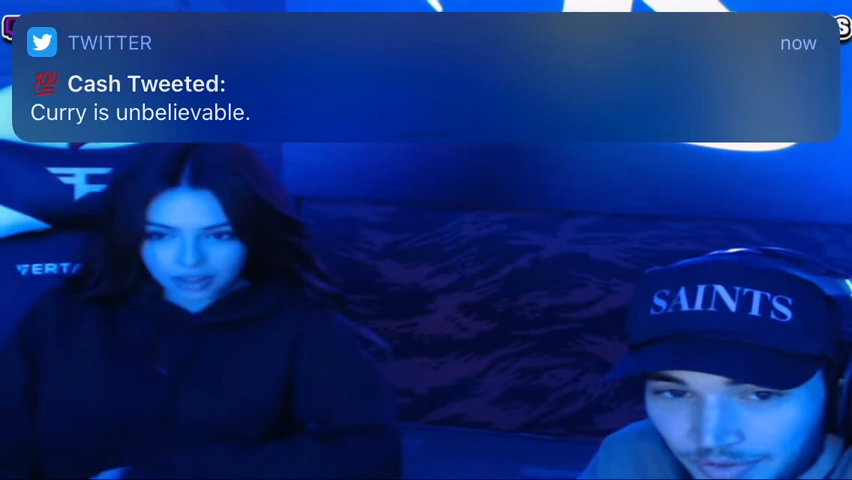 TWITTER
now
💯 Cash Tweeted:
Curry is unbelievable.
SAINTS